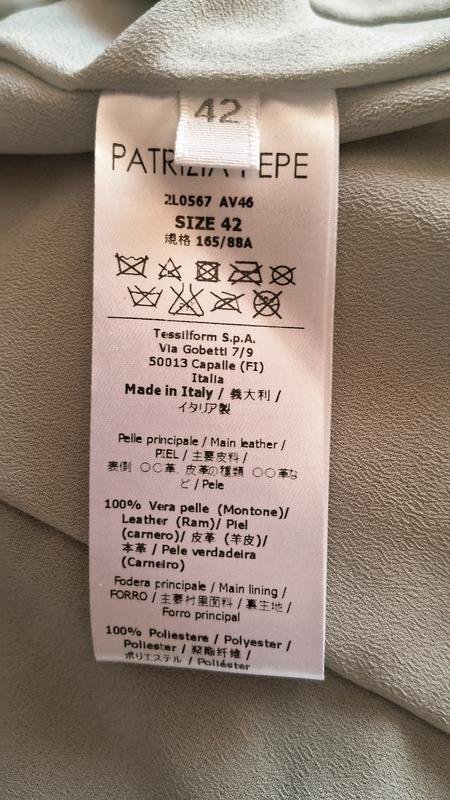 42
PATRIZIA PEPE
2L0567 AV46
SIZE 42
規格 165/88A
Tessilform S.p.A.
Via Gobetti 7/9
50013 Capalle (FI)
Italia
Made in Italy / 義大利 /
イタリア製
Pelle principale / Main leather /
PIEL / 主要皮料 /
表側 〇〇革, 皮革の種類 〇〇革な
ど / Pele
100% Vera pelle (Montone)/
Leather (Ram)/ Piel
(carnero)/ 皮革 (羊皮)/
本革 / Pele verdadeira
(Carneiro)
Fodera principale / Main lining /
FORRO / 主要衬里面料 / 裏生地 /
Forro principal
100% Poliestere / Polyester /
Poliester / 聚酯纤维 /
ポリエステル / Poliéster